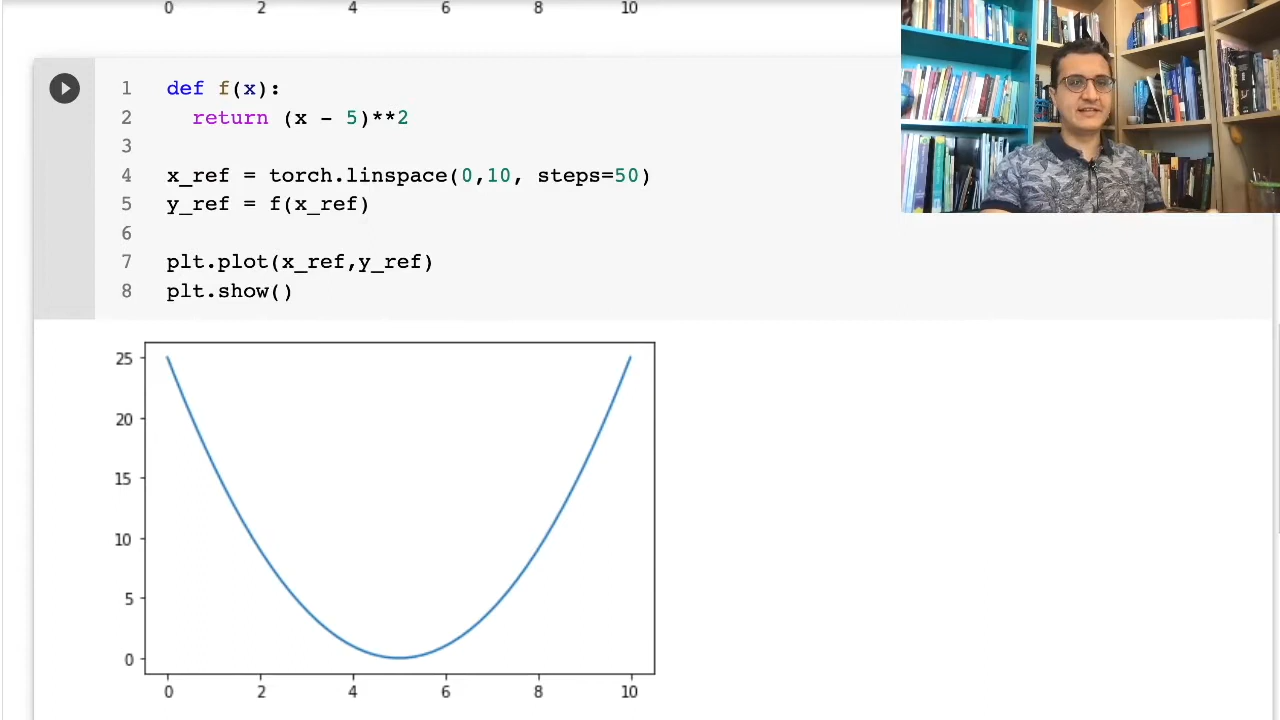 0 2 4 6 8 10
1 def f(x):
2 return (x - 5)**2
3
4 x_ref = torch.linspace(0,10, steps=50)
5 y_ref = f(x_ref)
6
7 plt.plot(x_ref,y_ref)
8 plt.show()
25
20
15
10
5
0
0 2 4 6 8 10